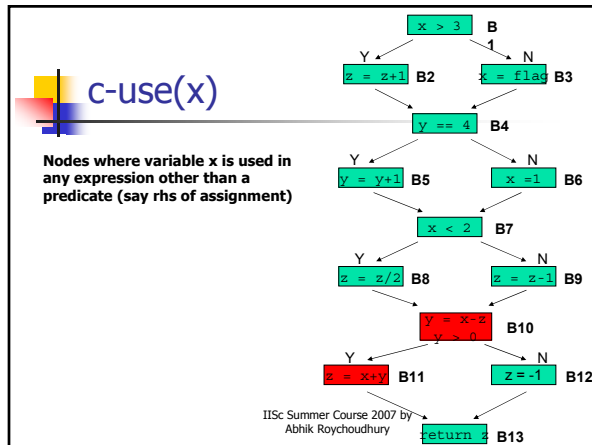 c-use(x)
Nodes where variable x is used in
any expression other than a
predicate (say rhs of assignment)
x > 3
B
1
Y
N
z = z+1
B2
x = flag
B3
y == 4
B4
Y
N
y = y+1
B5
x =1
B6
x < 2
B7
Y
N
z = z/2
B8
z = z-1
B9
y = x-z
y > 0
B10
Y
N
z = x+y
B11
z = -1
B12
return z
B13
IISc Summer Course 2007 by
Abhik Roychoudhury